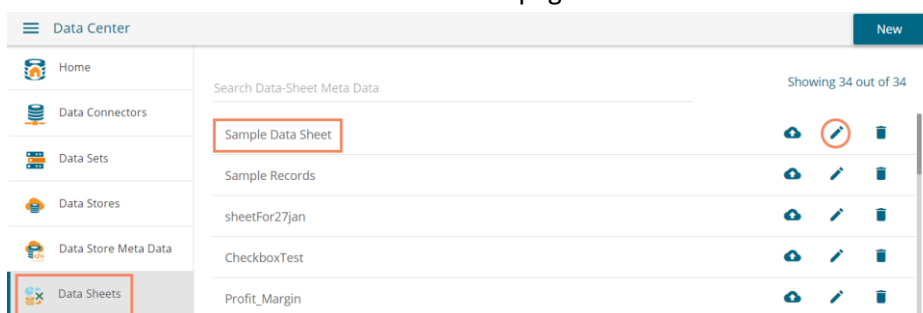 Data Center
New
Home
Data Connectors
Data Sets
Data Stores
Data Store Meta Data
Data Sheets
Search Data-Sheet Meta Data
Showing 34 out of 34
Sample Data Sheet
Sample Records
sheetFor27jan
CheckboxTest
Profit_Margin